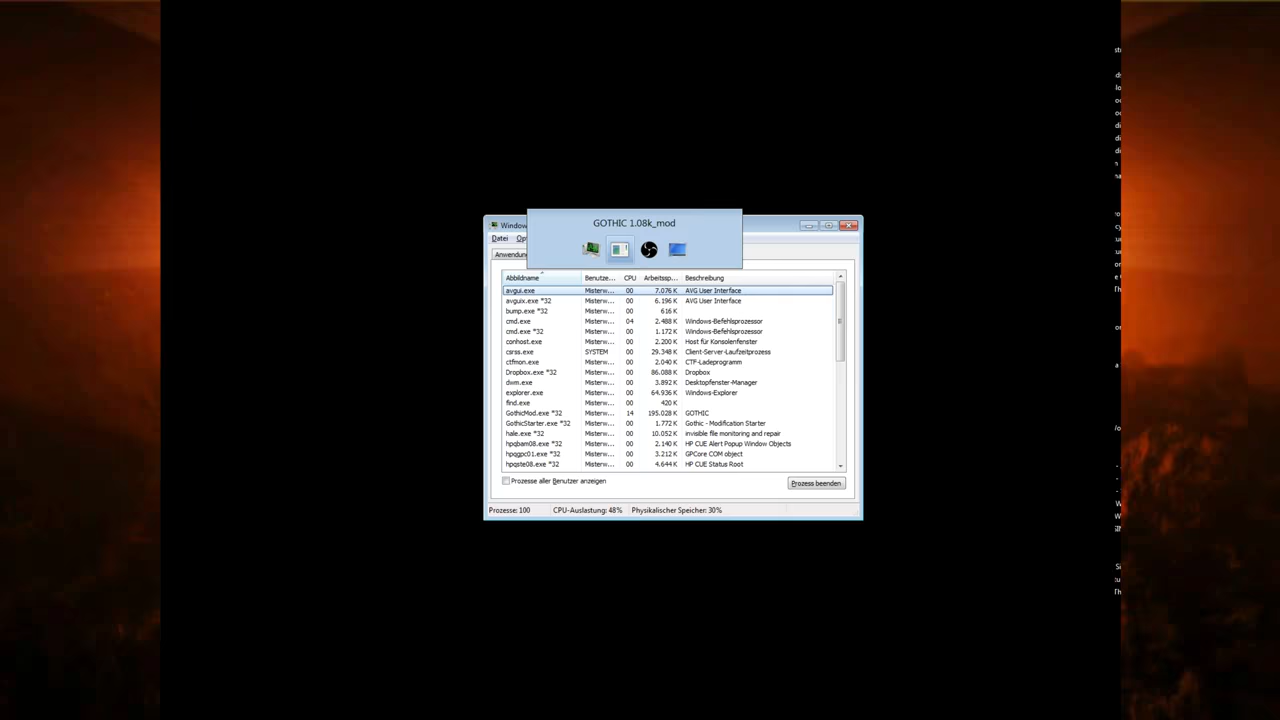 GOTHIC 1.08k_mod
Window
Datei Op
Anwendun
Abbildname Benutze... CPU Arbeitssp... Beschreibung
avgui.exe Misterw... 00 7.076 K AVG User Interface
avguix.exe *32 Misterw... 00 6.196 K AVG User Interface
bump.exe *32 Misterw... 00 616 K
cmd.exe Misterw... 04 2.488 K Windows-Befehlsprozessor
cmd.exe *32 Misterw... 00 1.172 K Windows-Befehlsprozessor
conhost.exe Misterw... 00 2.200 K Host für Konsolenfenster
csrss.exe SYSTEM 00 29.348 K Client-Server-Laufzeitprozess
ctfmon.exe Misterw... 00 2.040 K CTF-Ladeprogramm
Dropbox.exe *32 Misterw... 00 86.088 K Dropbox
dwm.exe Misterw... 00 3.892 K Desktopfenster-Manager
explorer.exe Misterw... 00 64.936 K Windows-Explorer
find.exe Misterw... 00 420 K
GothicMod.exe *32 Misterw... 14 195.028 K GOTHIC
GothicStarter.exe *32 Misterw... 00 1.772 K Gothic - Modification Starter
hale.exe *32 Misterw... 00 10.052 K invisible file monitoring and repair
hpqbam08.exe *32 Misterw... 00 2.140 K HP CUE Alert Popup Window Objects
hpqgpc01.exe *32 Misterw... 00 3.212 K GPCore COM object
hpqste08.exe *32 Misterw... 00 4.644 K HP CUE Status Root
Prozesse aller Benutzer anzeigen
Prozess beenden
Prozesse: 100 CPU-Auslastung: 48% Physikalischer Speicher: 30%